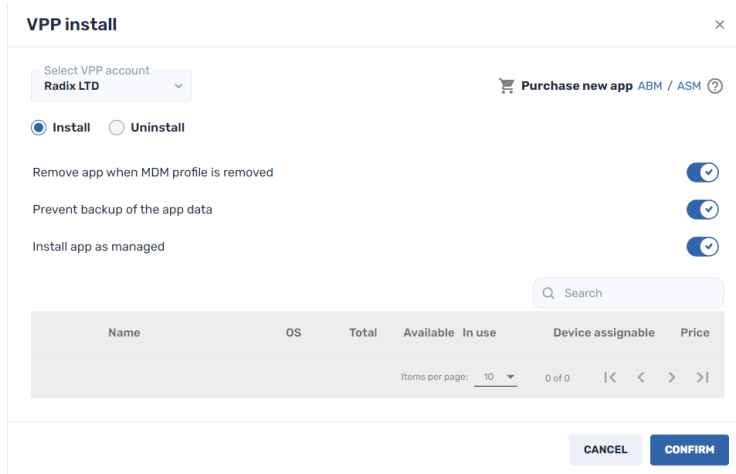 VPP install
Select VPP account
Radix LTD
Purchase new app ABM / ASM
Install Uninstall
Remove app when MDM profile is removed
Prevent backup of the app data
Install app as managed
Search
Name OS Total Available In use Device assignable Price
Items per page: 10 0 of 0
CANCEL CONFIRM